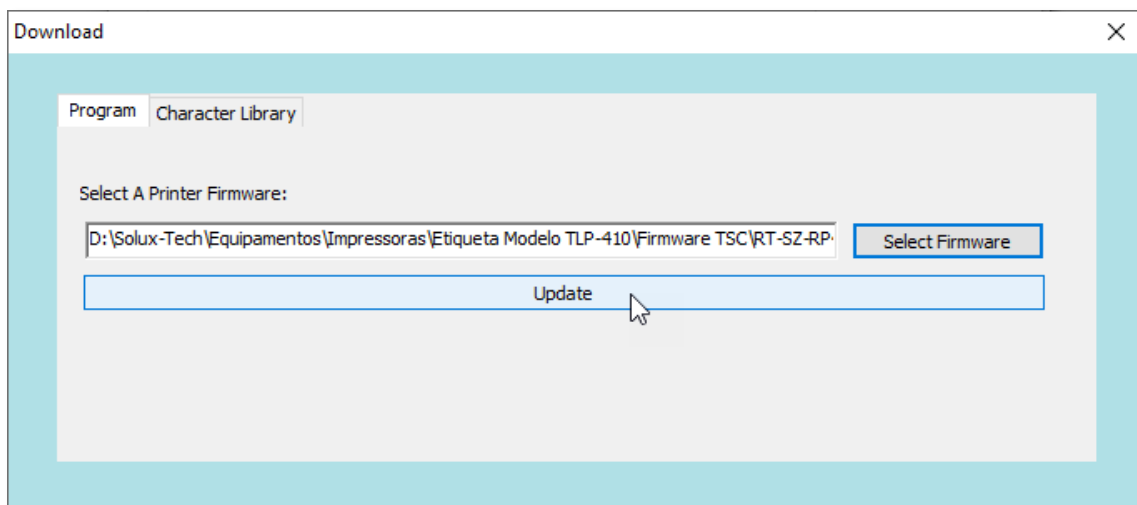 Download
Program Character Library
Select A Printer Firmware:
D:\Solux-Tech\Equipamentos\Impressoras\Etiqueta Modelo TLP-410\Firmware TSC\RT-SZ-RP- Select Firmware
Update